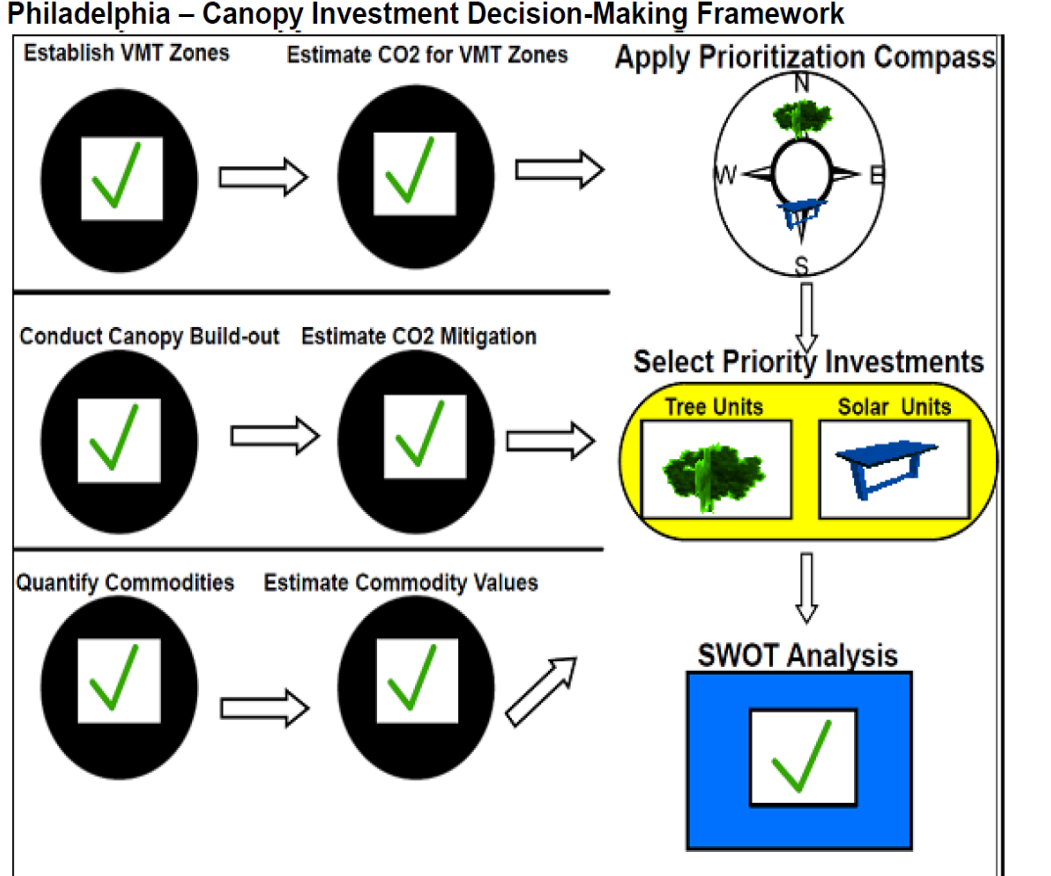 Philadelphia – Canopy Investment Decision-Making Framework
Establish VMT Zones
Estimate CO2 for VMT Zones
Apply Prioritization Compass
N
W
E
S
Conduct Canopy Build-out
Estimate CO2 Mitigation
Select Priority Investments
Tree Units
Solar Units
Quantify Commodities
Estimate Commodity Values
SWOT Analysis